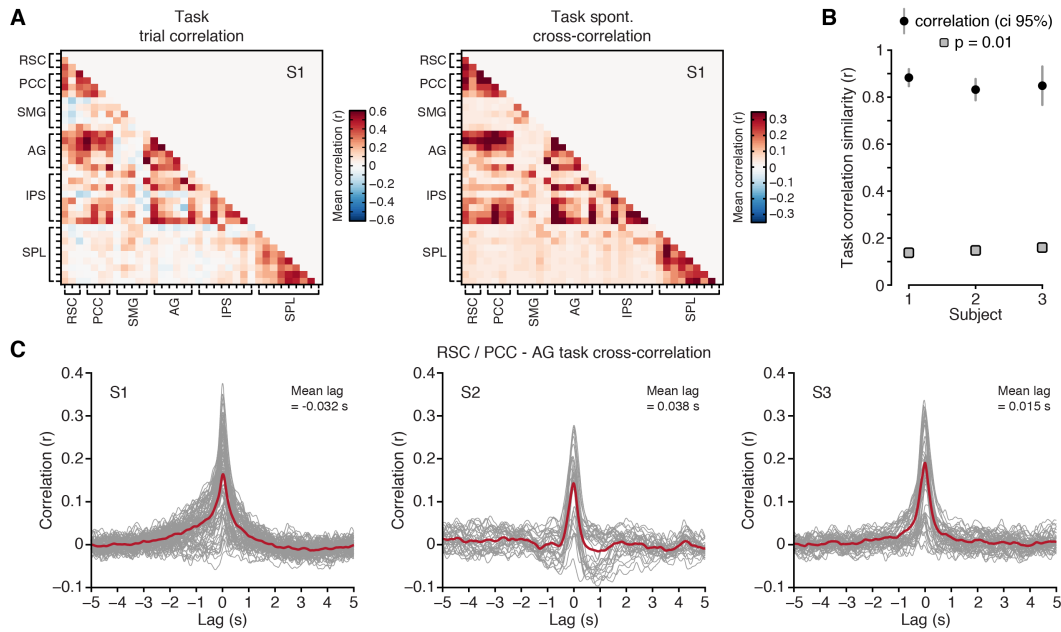 A
Task
trial correlation
Task spont.
cross-correlation
B
correlation (ci 95%)
p = 0.01
RSC
PCC
SMG
AG
IPS
SPL
S1
RSC
PCC
SMG
AG
IPS
SPL
Mean correlation (r)
0.6
0.4
0.2
0
−0.2
−0.4
−0.6
S1
RSC
PCC
SMG
AG
IPS
SPL
Mean correlation (r)
0.3
0.2
0.1
0
−0.1
−0.2
−0.3
Task correlation similarity (r)
1
0.8
0.6
0.4
0.2
0
1 2 3
Subject
C
RSC / PCC - AG task cross-correlation
S1
Mean lag
= -0.032 s
Correlation (r)
0.4
0.3
0.2
0.1
0
−0.1
−5 −4 −3 −2 −1 0 1 2 3 4 5
Lag (s)
S2
Mean lag
= 0.038 s
Correlation (r)
0.4
0.3
0.2
0.1
0
−0.1
−5 −4 −3 −2 −1 0 1 2 3 4 5
Lag (s)
S3
Mean lag
= 0.015 s
Correlation (r)
0.4
0.3
0.2
0.1
0
−0.1
−5 −4 −3 −2 −1 0 1 2 3 4 5
Lag (s)